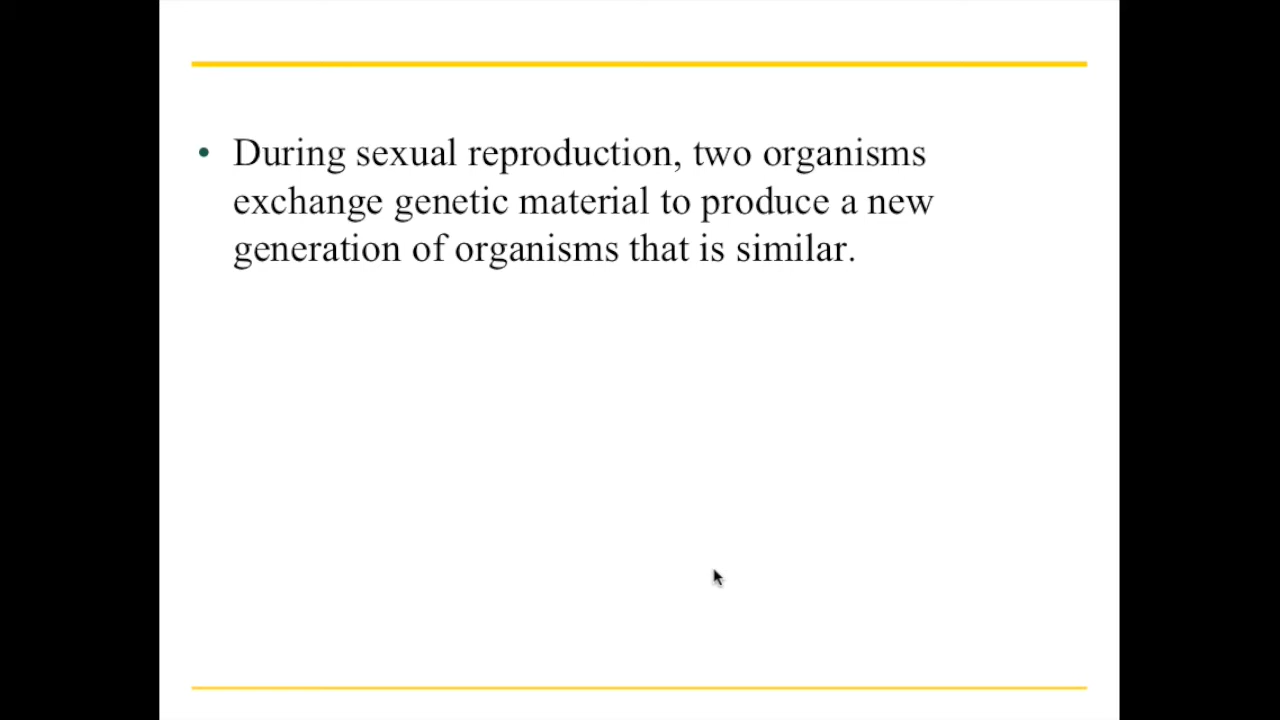 • During sexual reproduction, two organisms
exchange genetic material to produce a new
generation of organisms that is similar.